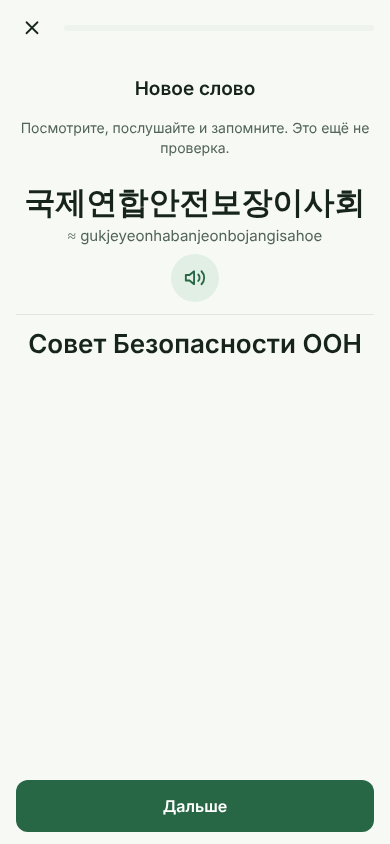 Новое слово
Посмотрите, послушайте и запомните. Это ещё не
проверка.
국제연합안전보장이사회
≈ gukjeyeonhabanjeonbojangisahoe
Совет Безопасности ООН
Дальше